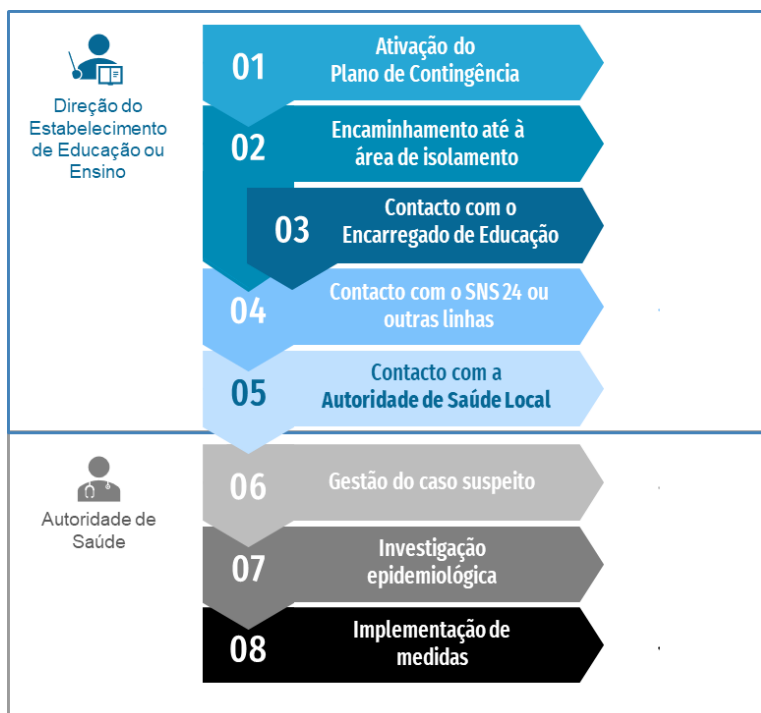 Direção do
Estabelecimento
de Educação ou
Ensino
01
Ativação do
Plano de Contingência
02
Encaminhamento até à
área de isolamento
03
Contacto com o
Encarregado de Educação
04
Contacto com o SNS 24 ou
outras linhas
05
Contacto com a
Autoridade de Saúde Local
Autoridade de
Saúde
06
Gestão do caso suspeito
07
Investigação
epidemiológica
08
Implementação de
medidas